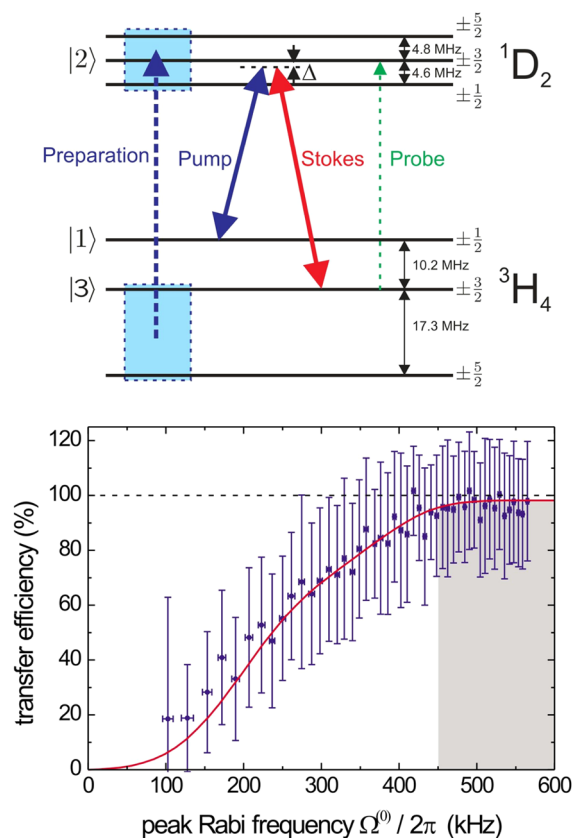 ±5/2
4.8 MHz
|2⟩
±3/2
¹D₂
Δ
4.6 MHz
±1/2
Preparation
Pump
Stokes
Probe
|1⟩
±1/2
10.2 MHz
|3⟩
±3/2
³H₄
17.3 MHz
±5/2
120
100
80
60
40
20
0
transfer efficiency (%)
0 100 200 300 400 500 600
peak Rabi frequency Ω⁽⁰⁾ / 2π (kHz)